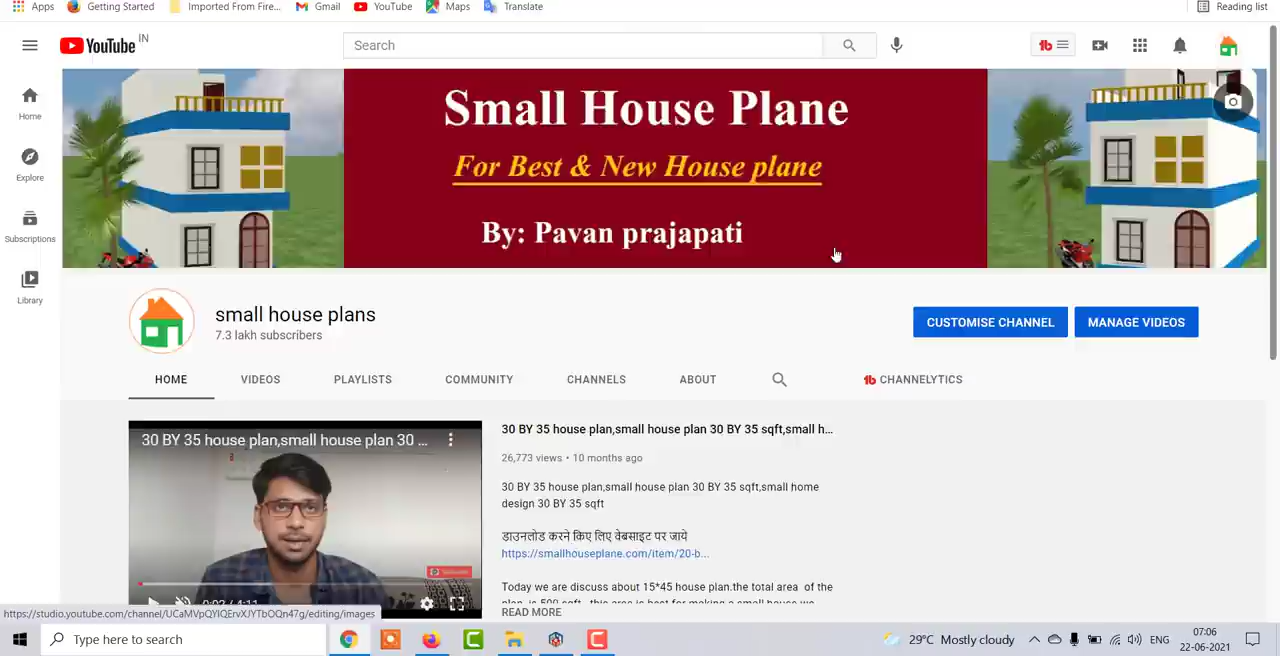 Apps Getting Started Imported From Fire... Gmail YouTube Maps Translate Reading list
YouTube IN
Search
Home
Explore
Subscriptions
Library
Small House Plane
For Best & New House plane
By: Pavan prajapati
small house plans
7.3 lakh subscribers
CUSTOMISE CHANNEL MANAGE VIDEOS
HOME VIDEOS PLAYLISTS COMMUNITY CHANNELS ABOUT CHANNELYTICS
30 BY 35 house plan,small house plan 30 ...
30 BY 35 house plan,small house plan 30 BY 35 sqft,small h...
26,773 views • 10 months ago
30 BY 35 house plan,small house plan 30 BY 35 sqft,small home
design 30 BY 35 sqft
डाउनलोड करने किए लिए वेबसाइट पर जाये
https://smallhouseplane.com/item/20-b...
Today we are discuss about 15*45 house plan.the total area of the
READ MORE
https://studio.youtube.com/channel/UCaMVpQYlQErvXJYTbOQn47g/editing/images
Type here to search
29°C Mostly cloudy
ENG
07:06
22-06-2021